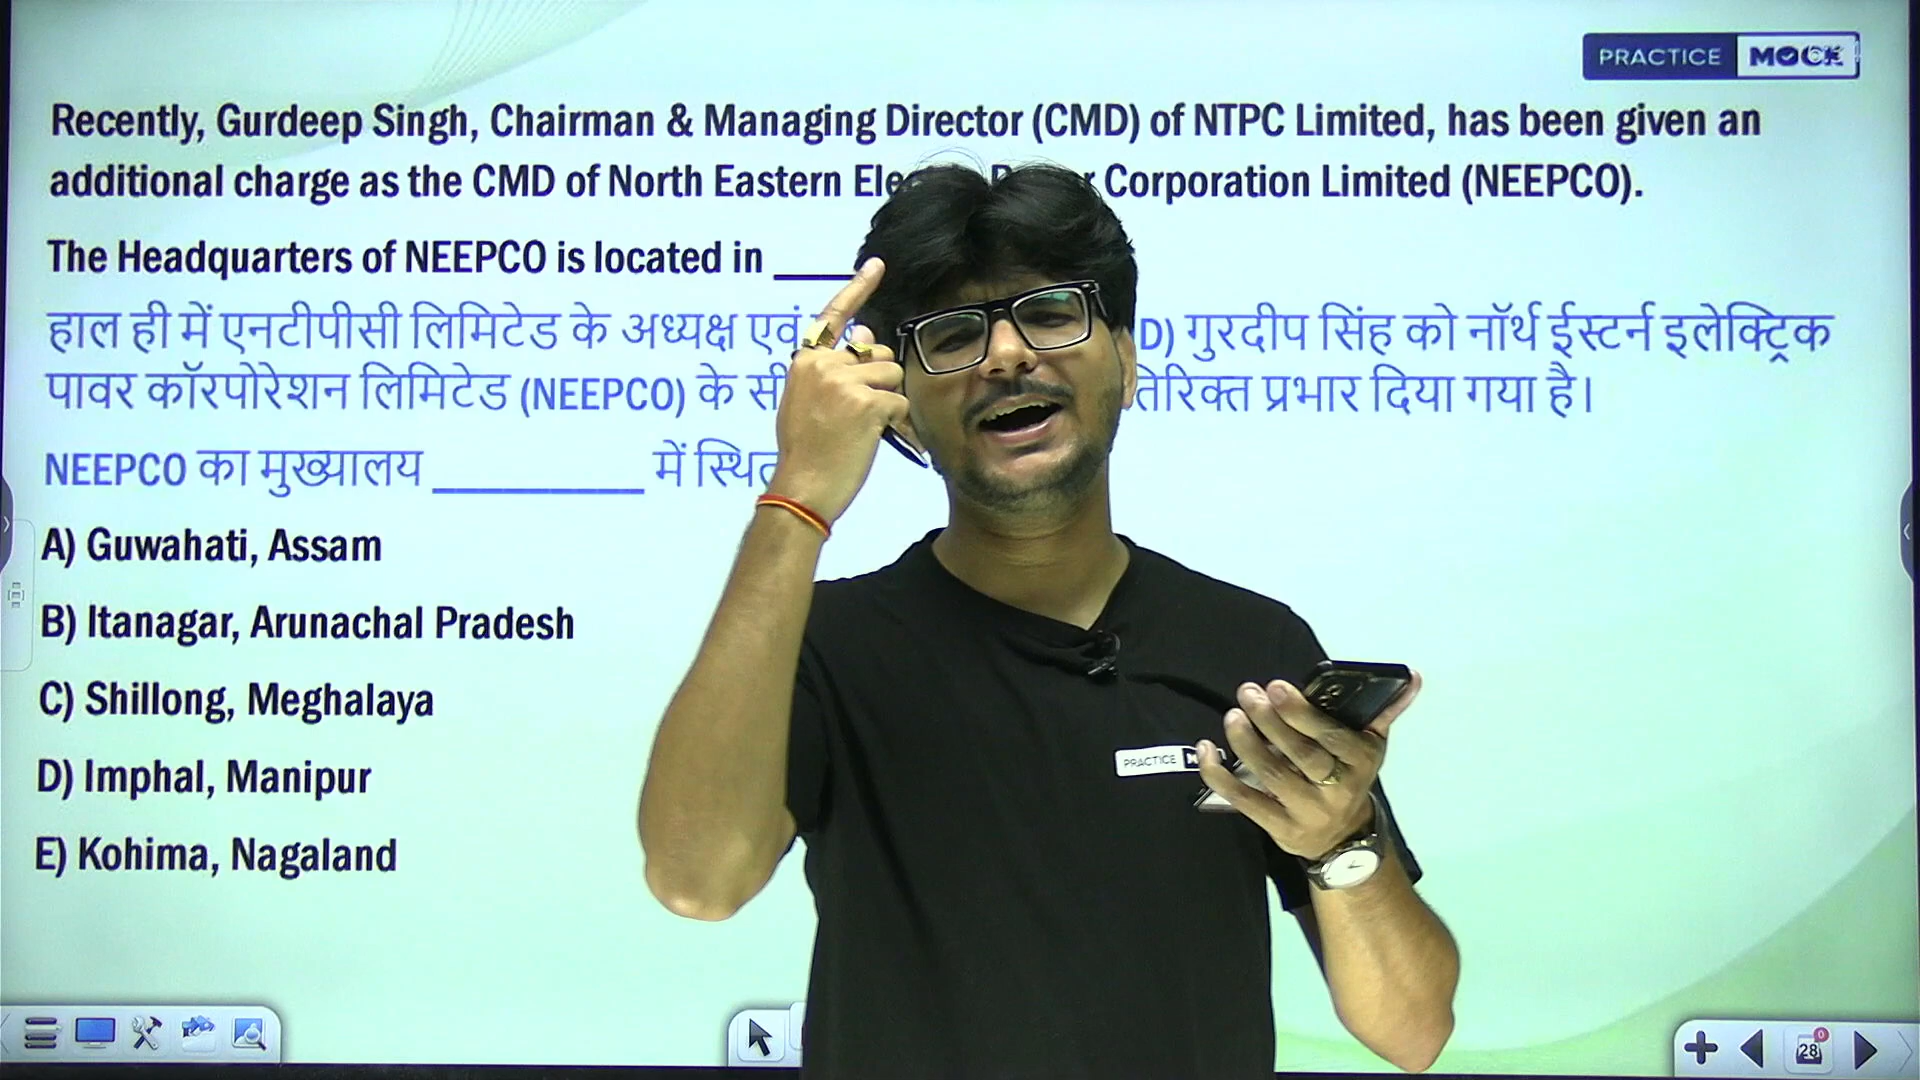 PRACTICE MOCK
Recently, Gurdeep Singh, Chairman & Managing Director (CMD) of NTPC Limited, has been given an
additional charge as the CMD of North Eastern Corporation Limited (NEEPCO).
The Headquarters of NEEPCO is located in ____
हाल ही में एनटीपीसी लिमिटेड के अध्यक्ष एवं D) गुरदीप सिंह को नॉर्थ ईस्टर्न इलेक्ट्रिक
पावर कॉरपोरेशन लिमिटेड (NEEPCO) के प्रभार दिया गया है।
NEEPCO का मुख्यालय _________ में
A) Guwahati, Assam
B) Itanagar, Arunachal Pradesh
C) Shillong, Meghalaya
D) Imphal, Manipur
E) Kohima, Nagaland
PRACTICE
28
0